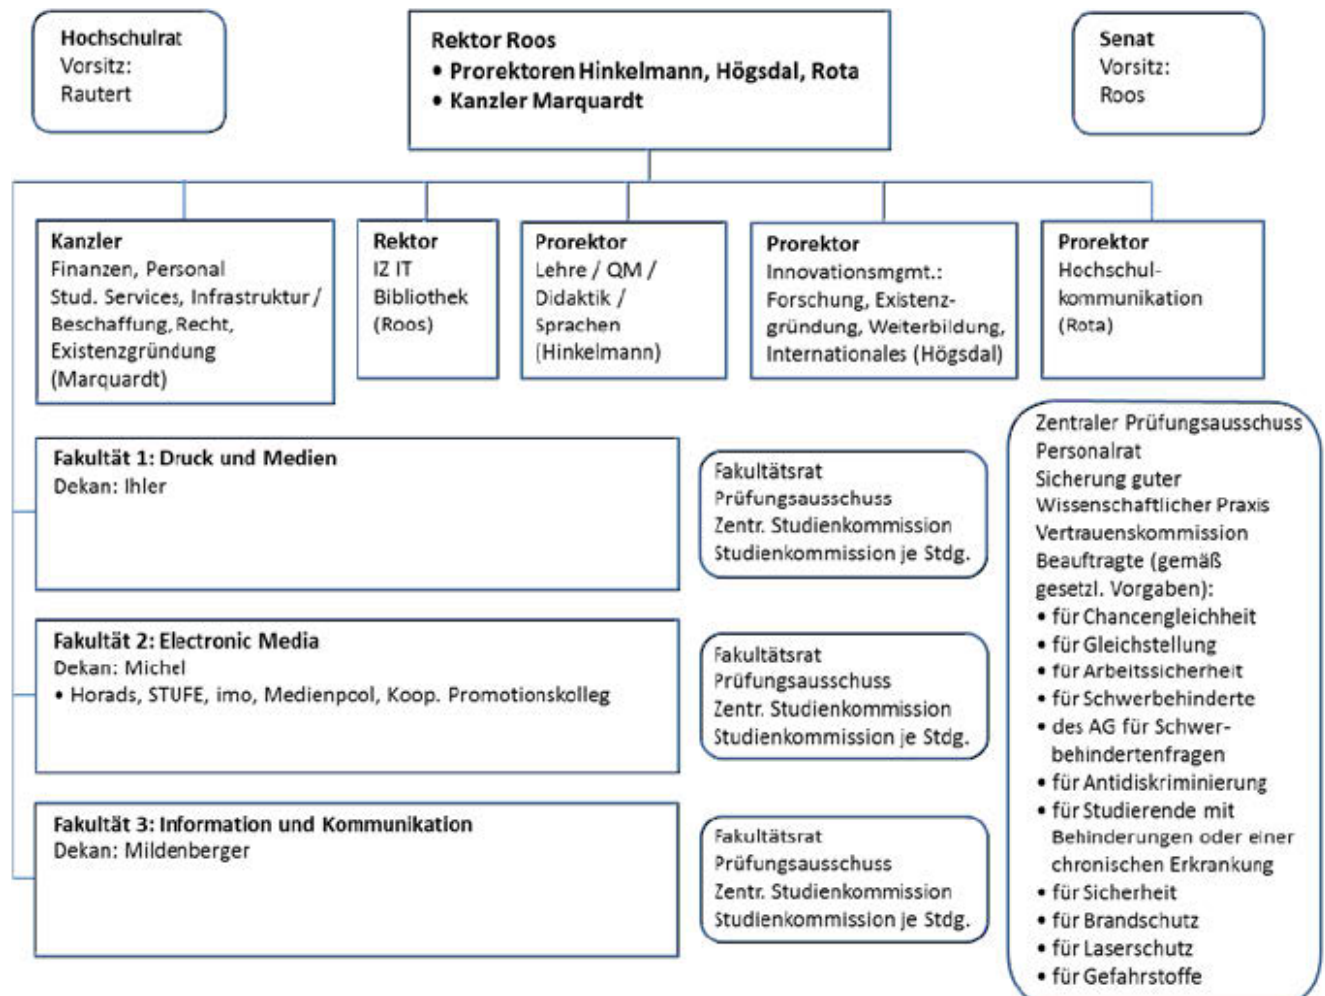 Hochschulrat
Vorsitz:
Rautert
Rektor Roos
• Prorektoren Hinkelmann, Högsdal, Rota
• Kanzler Marquardt
Senat
Vorsitz:
Roos
Kanzler
Finanzen, Personal
Stud. Services, Infrastruktur /
Beschaffung, Recht,
Existenzgründung
(Marquardt)
Rektor
IZ IT
Bibliothek
(Roos)
Prorektor
Lehre / QM /
Didaktik /
Sprachen
(Hinkelmann)
Prorektor
Innovationsmgmt.:
Forschung, Existenz-
gründung, Weiterbildung,
Internationales (Högsdal)
Prorektor
Hochschul-
kommunikation
(Rota)
Fakultät 1: Druck und Medien
Dekan: Ihler
Fakultätsrat
Prüfungsausschuss
Zentr. Studienkommission
Studienkommission je Stdg.
Fakultät 2: Electronic Media
Dekan: Michel
• Horads, STUFE, imo, Medienpool, Koop. Promotionskolleg
Fakultätsrat
Prüfungsausschuss
Zentr. Studienkommission
Studienkommission je Stdg.
Fakultät 3: Information und Kommunikation
Dekan: Mildenberger
Fakultätsrat
Prüfungsausschuss
Zentr. Studienkommission
Studienkommission je Stdg.
Zentraler Prüfungsausschuss
Personalrat
Sicherung guter
Wissenschaftlicher Praxis
Vertrauenskommission
Beauftragte (gemäß
gesetzl. Vorgaben):
• für Chancengleichheit
• für Gleichstellung
• für Arbeitssicherheit
• für Schwerbehinderte
• des AG für Schwer-
behindertenfragen
• für Antidiskriminierung
• für Studierende mit
Behinderungen oder einer
chronischen Erkrankung
• für Sicherheit
• für Brandschutz
• für Laserschutz
• für Gefahrstoffe